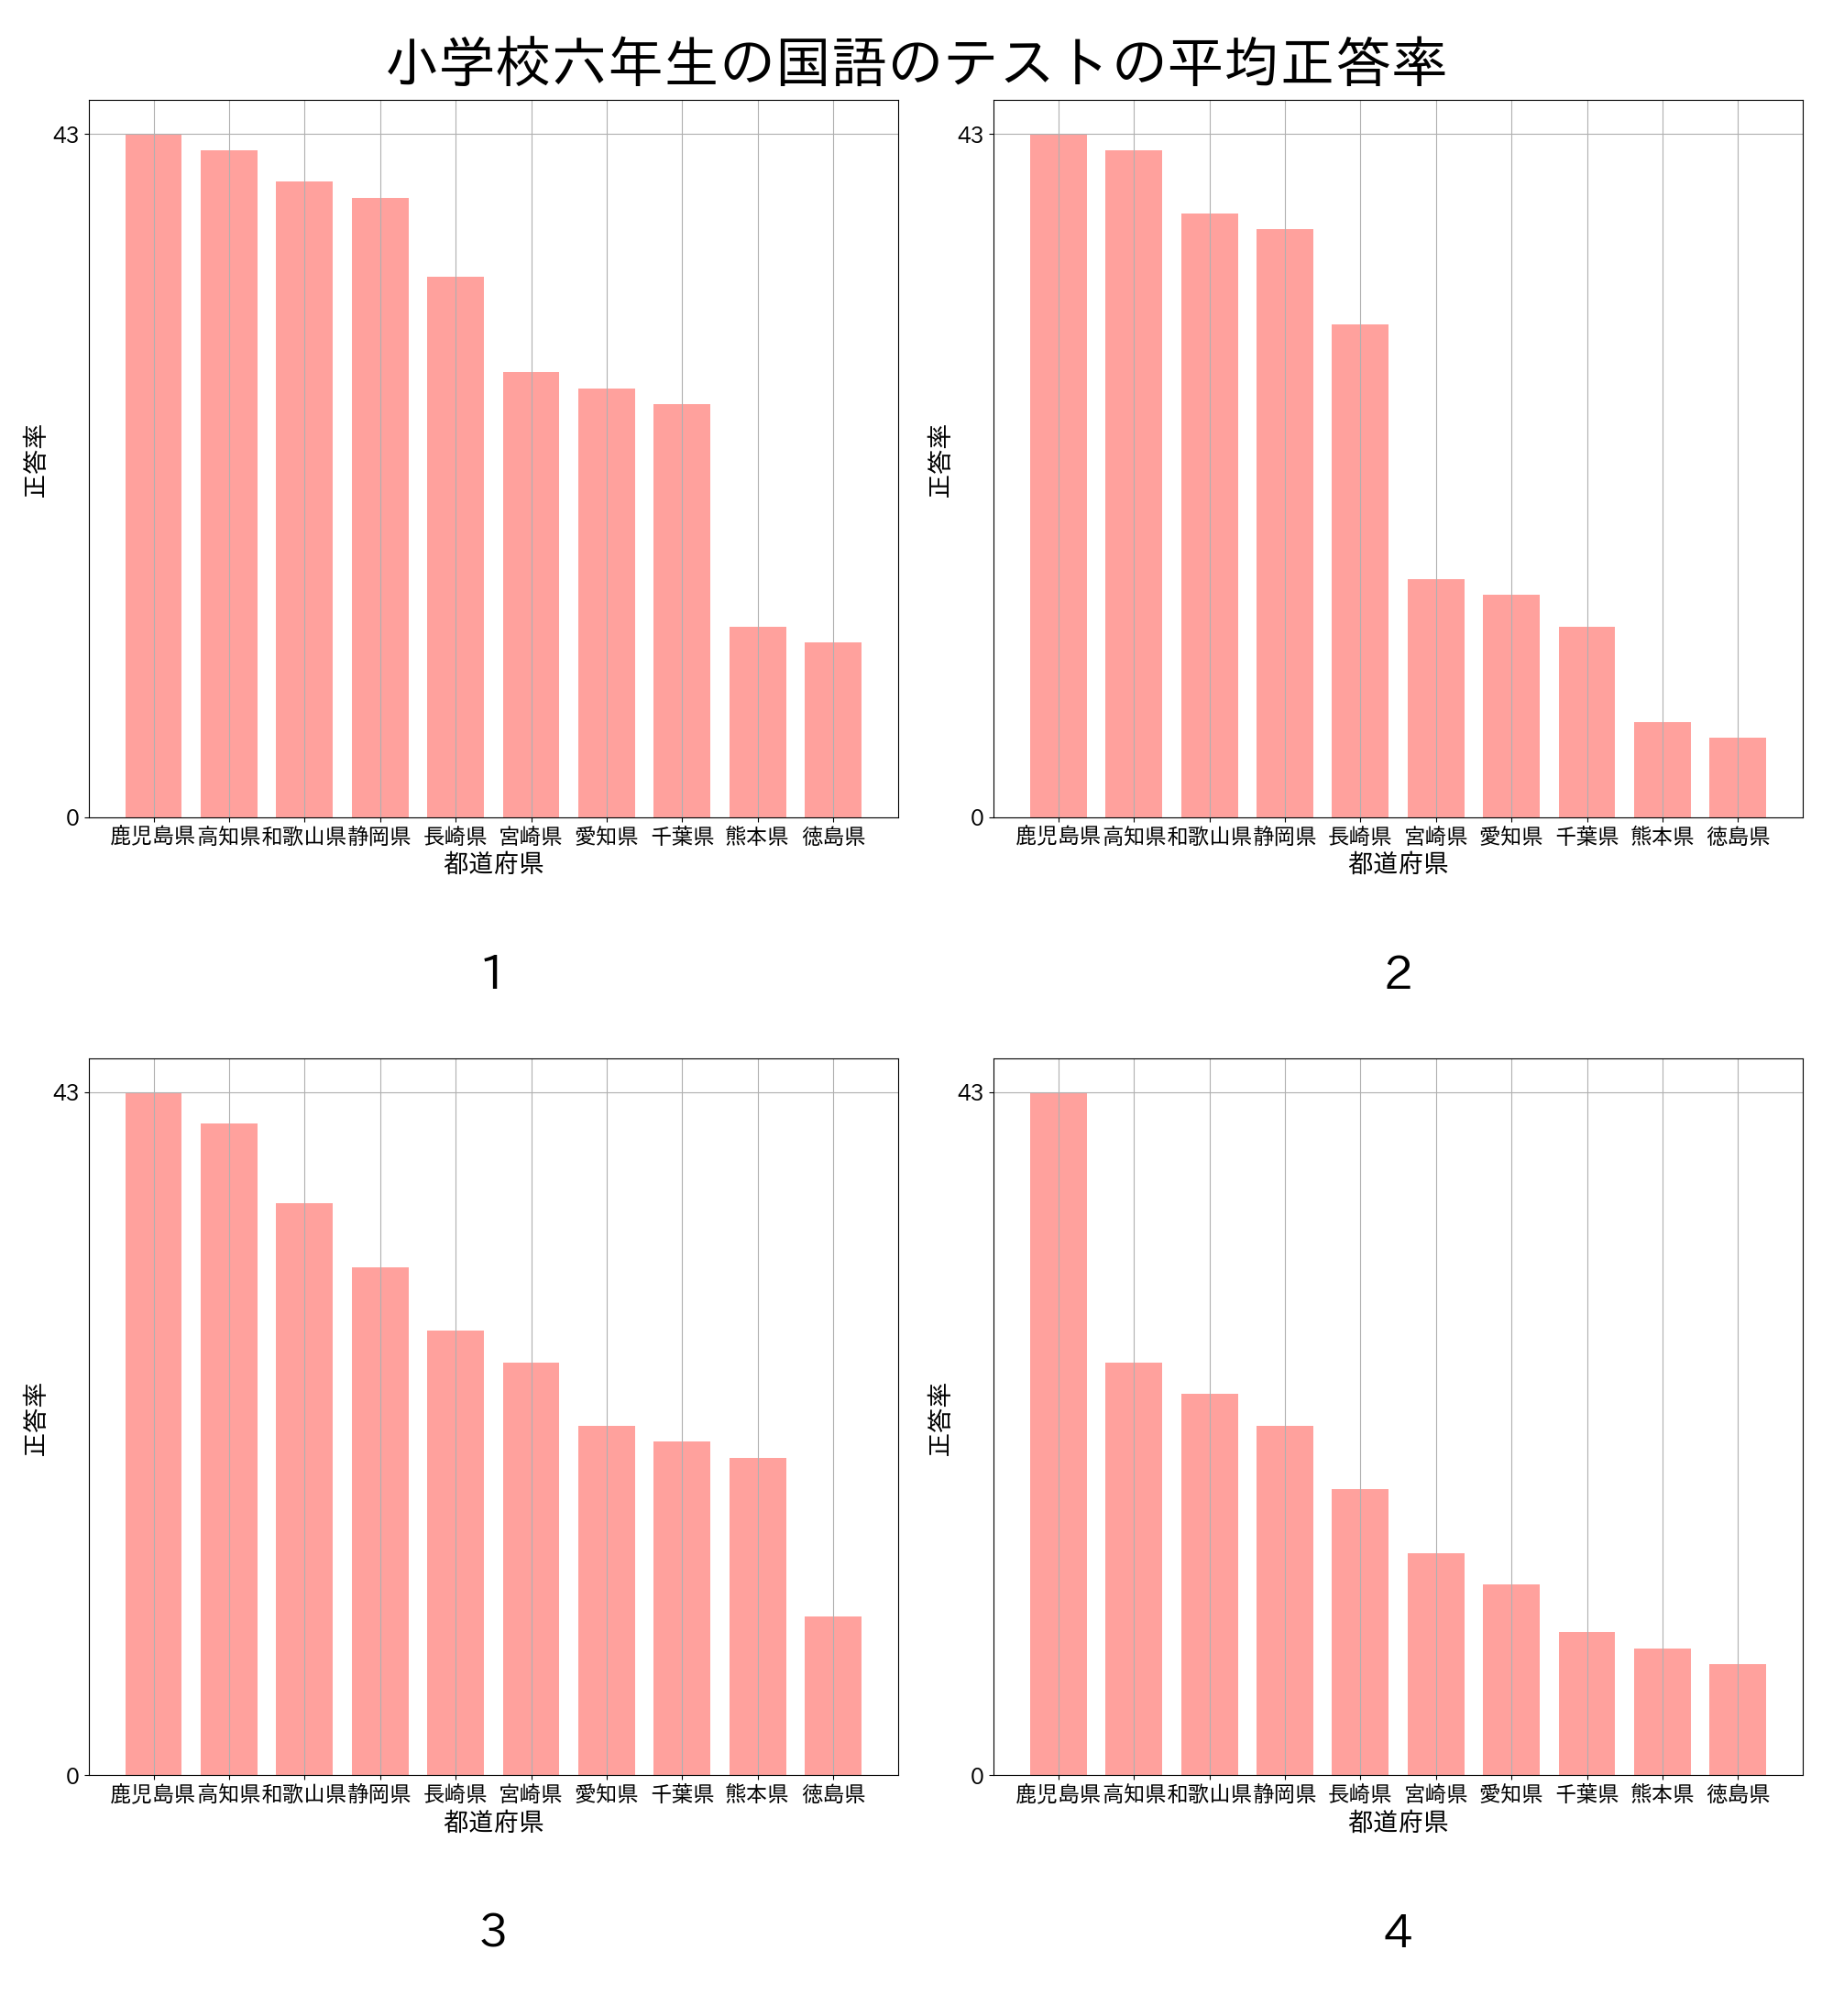 小学校六年生の国語のテストの平均正答率
43
0
正答率
鹿児島県 高知県 和歌山県 静岡県 長崎県 宮崎県 愛知県 千葉県 熊本県 徳島県
都道府県
1
43
0
正答率
鹿児島県 高知県 和歌山県 静岡県 長崎県 宮崎県 愛知県 千葉県 熊本県 徳島県
都道府県
2
43
0
正答率
鹿児島県 高知県 和歌山県 静岡県 長崎県 宮崎県 愛知県 千葉県 熊本県 徳島県
都道府県
3
43
0
正答率
鹿児島県 高知県 和歌山県 静岡県 長崎県 宮崎県 愛知県 千葉県 熊本県 徳島県
都道府県
4